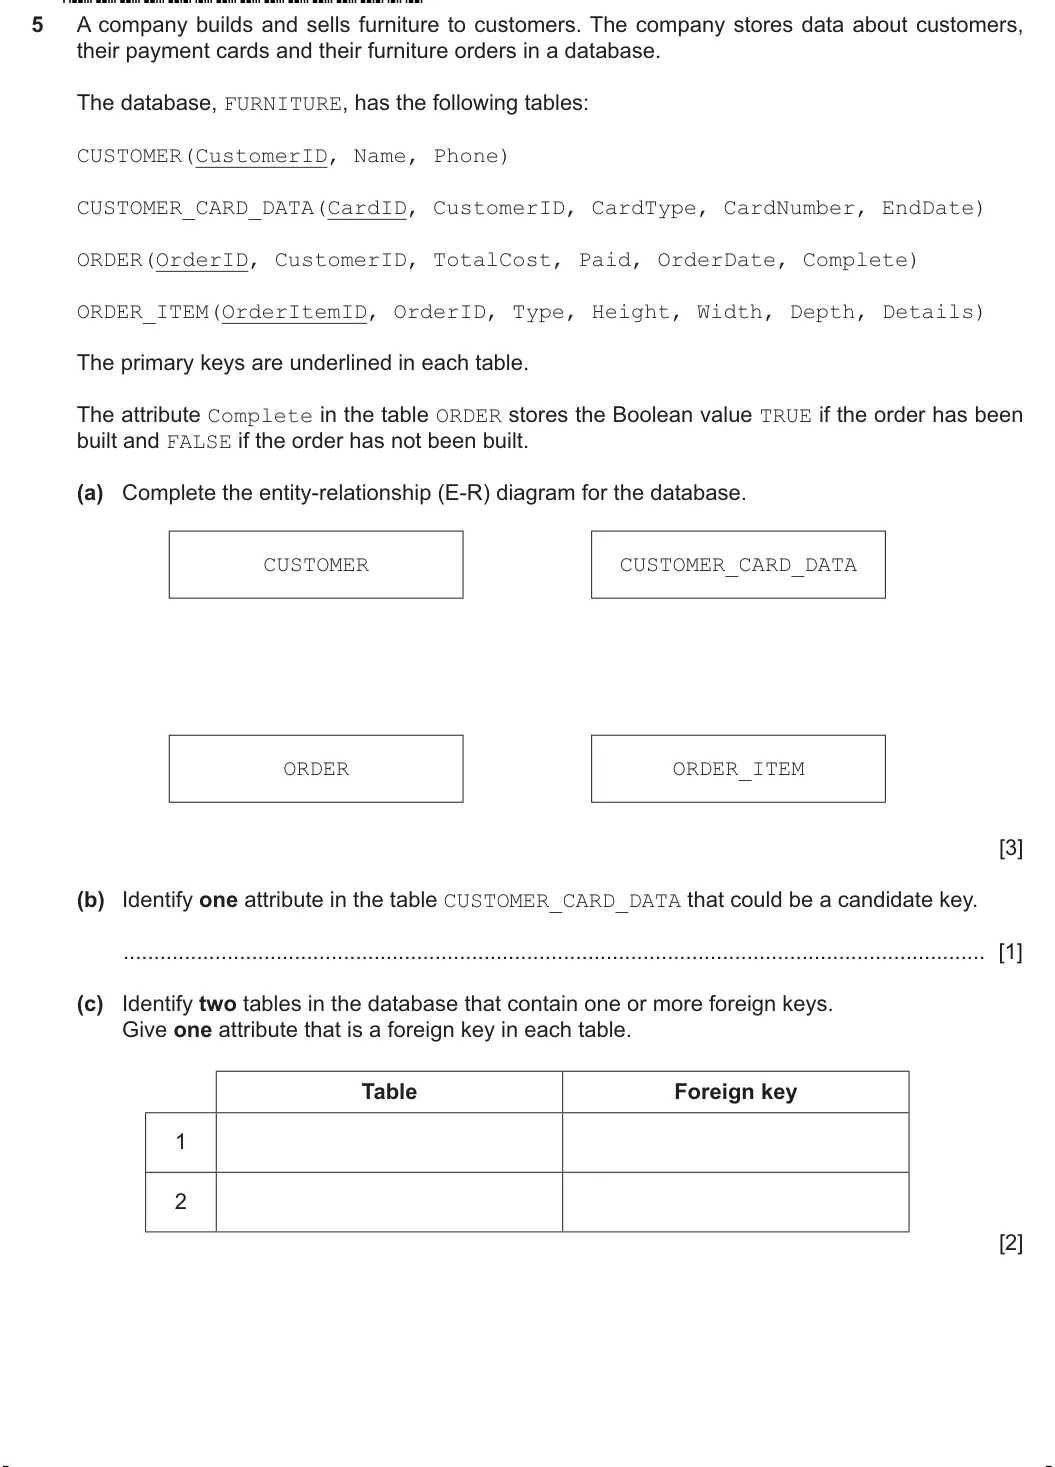 5 A company builds and sells furniture to customers. The company stores data about customers,
their payment cards and their furniture orders in a database.
The database, FURNITURE, has the following tables:
CUSTOMER(CustomerID, Name, Phone)
CUSTOMER_CARD_DATA(CardID, CustomerID, CardType, CardNumber, EndDate)
ORDER(OrderID, CustomerID, TotalCost, Paid, OrderDate, Complete)
ORDER_ITEM(OrderItemID, OrderID, Type, Height, Width, Depth, Details)
The primary keys are underlined in each table.
The attribute Complete in the table ORDER stores the Boolean value TRUE if the order has been
built and FALSE if the order has not been built.
(a) Complete the entity-relationship (E-R) diagram for the database.
CUSTOMER CUSTOMER_CARD_DATA
ORDER ORDER_ITEM
[3]
(b) Identify one attribute in the table CUSTOMER_CARD_DATA that could be a candidate key.
............................................................................................................................................. [1]
(c) Identify two tables in the database that contain one or more foreign keys.
Give one attribute that is a foreign key in each table.
Table Foreign key
1
2
[2]